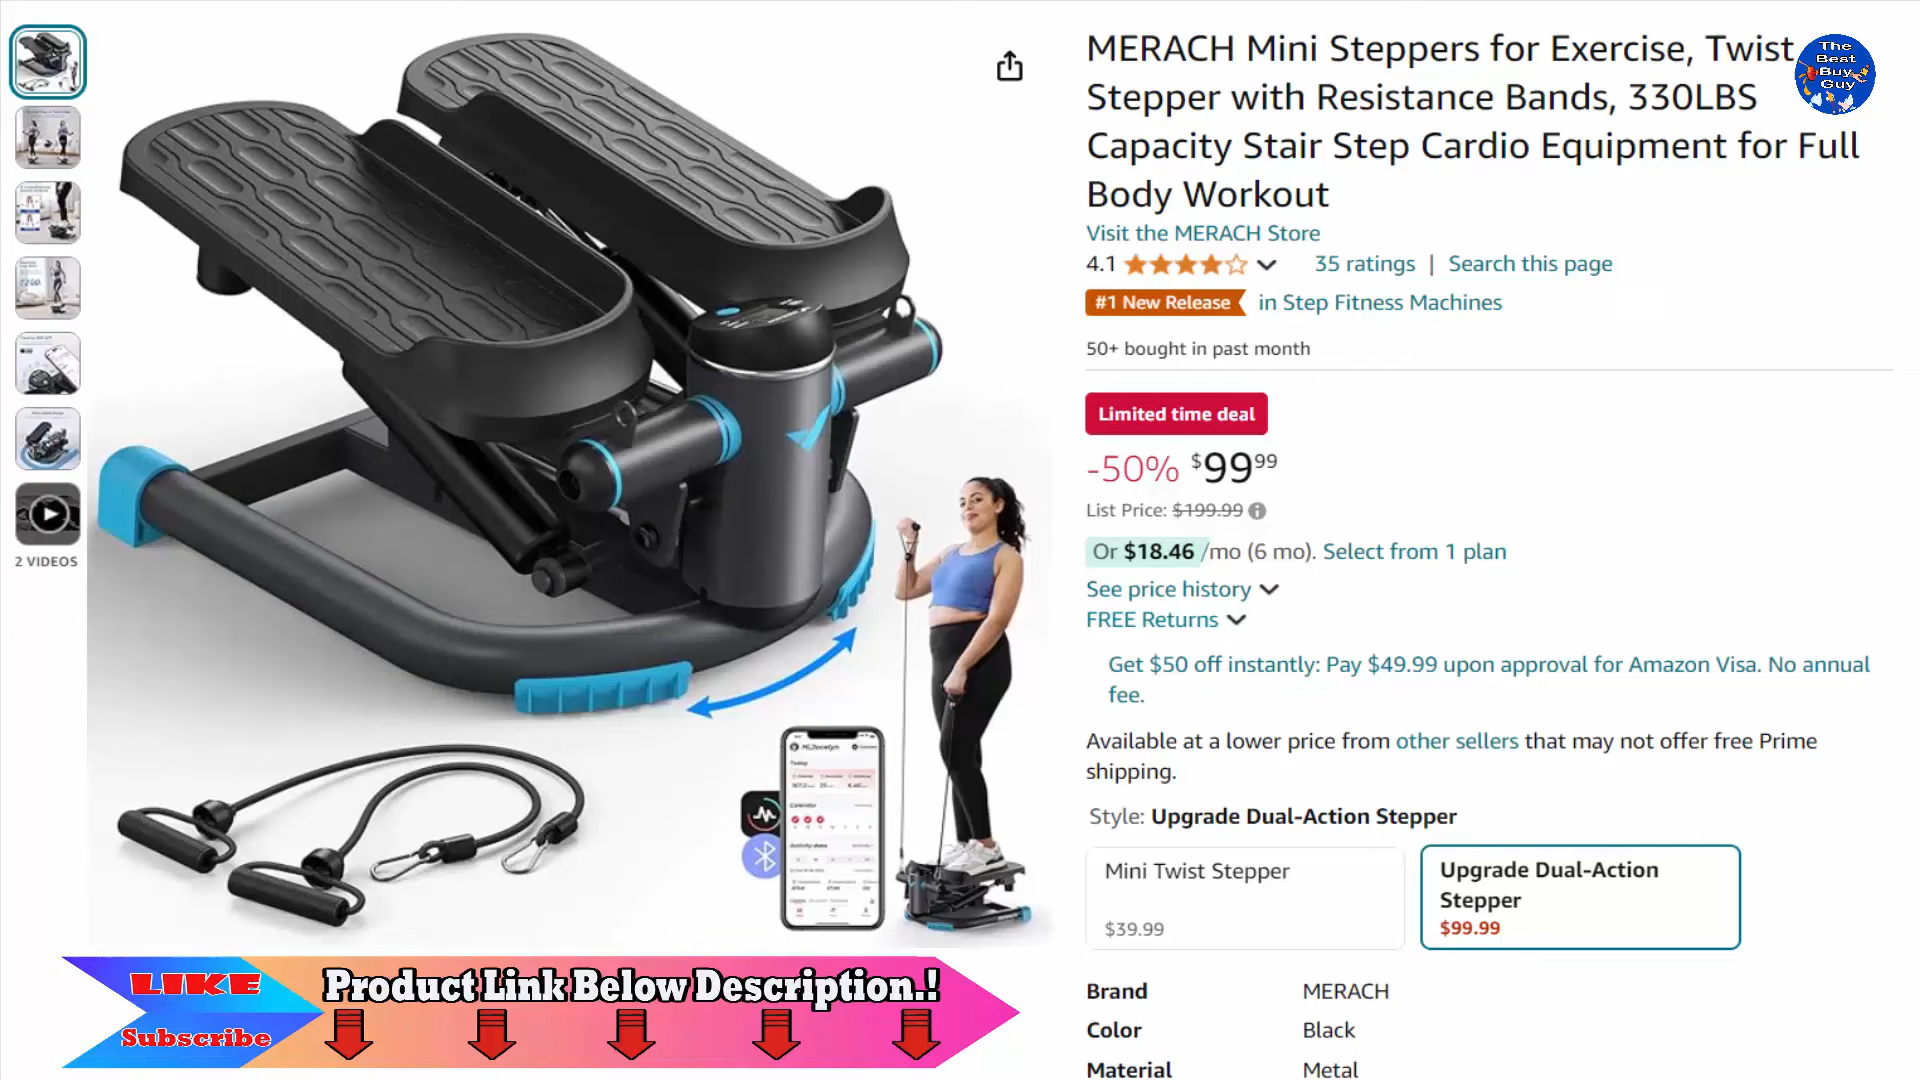 MERACH Mini Steppers for Exercise, Twist
Stepper with Resistance Bands, 330LBS
Capacity Stair Step Cardio Equipment for Full
Body Workout
The
Beat
Buy
Guy
Visit the MERACH Store
4.1
35 ratings | Search this page
#1 New Release in Step Fitness Machines
50+ bought in past month
Limited time deal
-50% $99 99
List Price: $199.99
Or $18.46 /mo (6 mo). Select from 1 plan
See price history
FREE Returns
Get $50 off instantly: Pay $49.99 upon approval for Amazon Visa. No annual
fee.
Available at a lower price from other sellers that may not offer free Prime
shipping.
Style: Upgrade Dual-Action Stepper
Mini Twist Stepper
$39.99
Upgrade Dual-Action
Stepper
$99.99
Brand MERACH
Color Black
Material Metal
2 VIDEOS
Today
Calendar
LIKE
Subscribe
Product Link Below Description.!